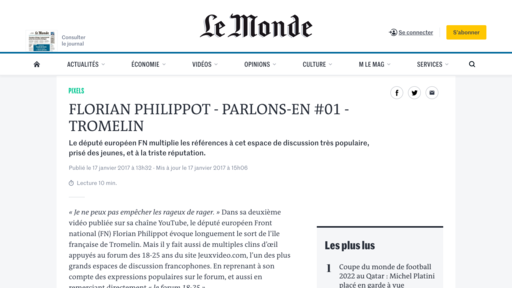 Consulter
le journal
Le Monde
Se connecter
S'abonner
ACTUALITÉS
ÉCONOMIE
VIDÉOS
OPINIONS
CULTURE
M LE MAG
SERVICES
PIXELS
FLORIAN PHILIPPOT - PARLONS-EN #01 -
TROMELIN
Le député européen FN multiplie les références à cet espace de discussion très populaire,
prisé des jeunes, et à la triste réputation.
Publié le 17 janvier 2017 à 13h32 - Mis à jour le 17 janvier 2017 à 15h06
Lecture 10 min.
« Je ne peux pas empêcher les rageux de rager. » Dans sa deuxième
vidéo publiée sur sa chaîne YouTube, le député européen Front
national (FN) Florian Philippot évoque longuement le sort de l'île
française de Tromelin. Mais il y fait aussi de multiples clins d'œil
appuyés au forum des 18-25 ans du site Jeuxvideo.com, l'un des plus
grands espaces de discussion francophones. En reprenant à son
compte des expressions populaires sur le forum, et aussi en
remerciant directement « le forum 18-25 ».
Les plus lus
1 Coupe du monde de football
2022 au Qatar : Michel Platini
placé en garde à vue